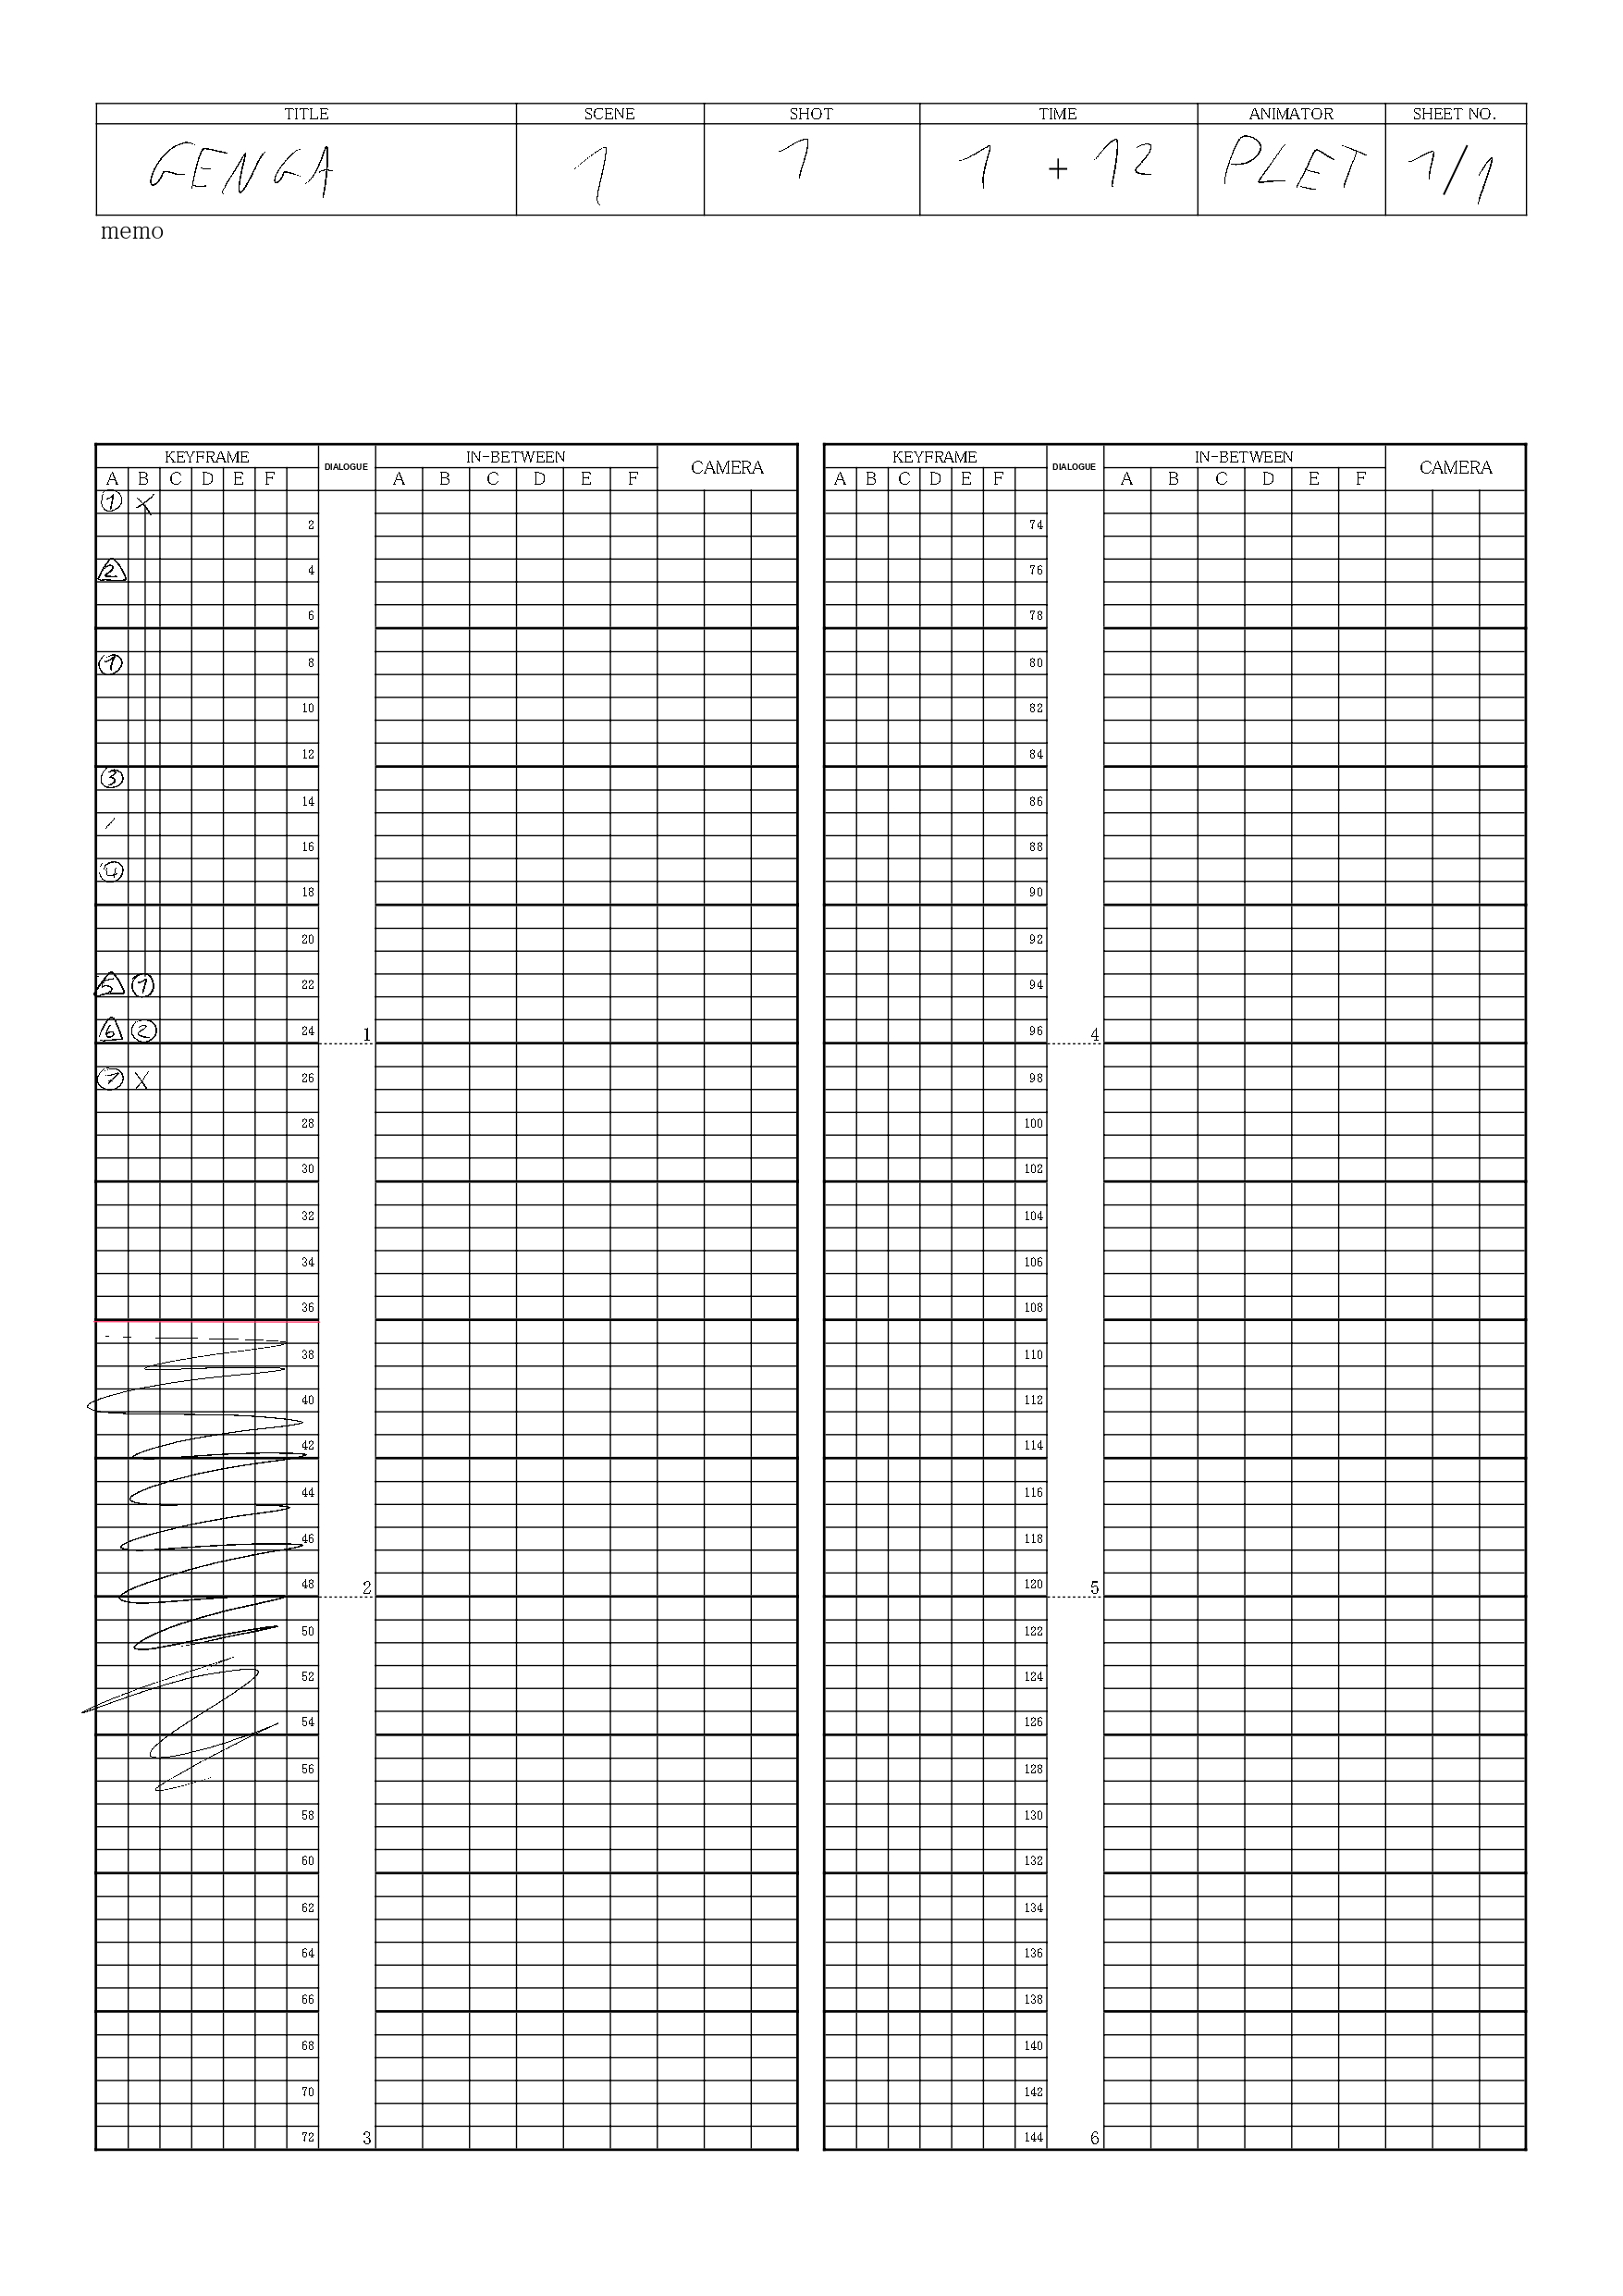 TITLE SCENE SHOT TIME ANIMATOR SHEET NO.
GENGA 1 1 1 + 12 PLET 1/1
memo
KEYFRAME DIALOGUE IN-BETWEEN CAMERA KEYFRAME DIALOGUE IN-BETWEEN CAMERA
A B C D E F A B C D E F A B C D E F A B C D E F
1 X
2 74
2 4 76
6 78
1 8 80
10 82
12 84
3
14 86
16 88
4
18 90
20 92
5 1 22 94
6 2 24 1 96 4
7 X 26 98
28 100
30 102
32 104
34 106
36 108
38 110
40 112
42 114
44 116
46 118
48 2 120 5
50 122
52 124
54 126
56 128
58 130
60 132
62 134
64 136
66 138
68 140
70 142
72 3 144 6